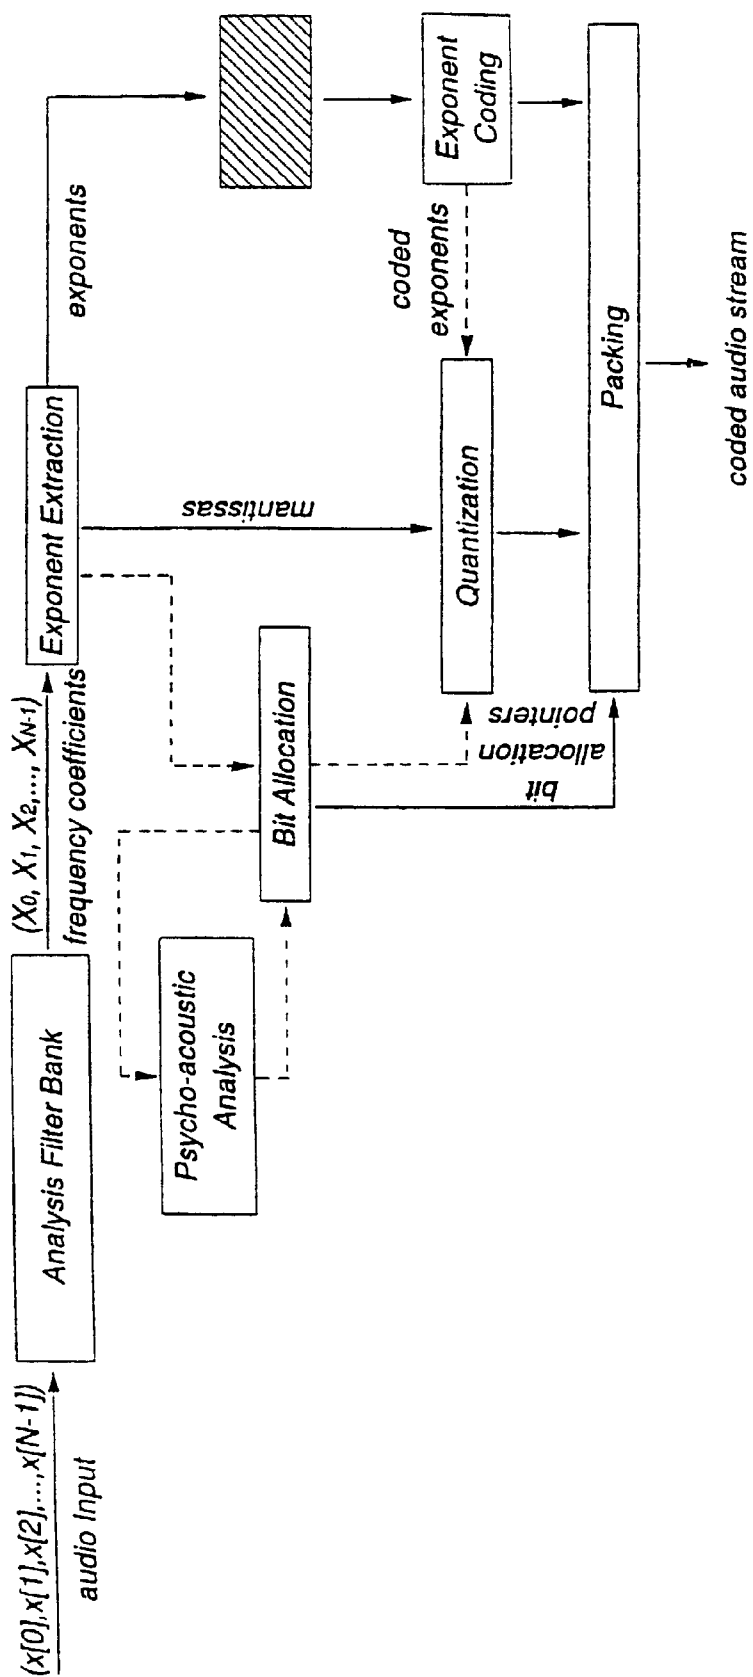 (x[0],x[1],x[2],...,x[N-1])
audio Input
Analysis Filter Bank
(X0, X1, X2,..., XN-1)
frequency coefficients
Exponent Extraction
exponents
Psycho-acoustic
Analysis
Bit Allocation
mantissas
bit
allocation
pointers
Quantization
coded
exponents
Exponent
Coding
Packing
coded audio stream